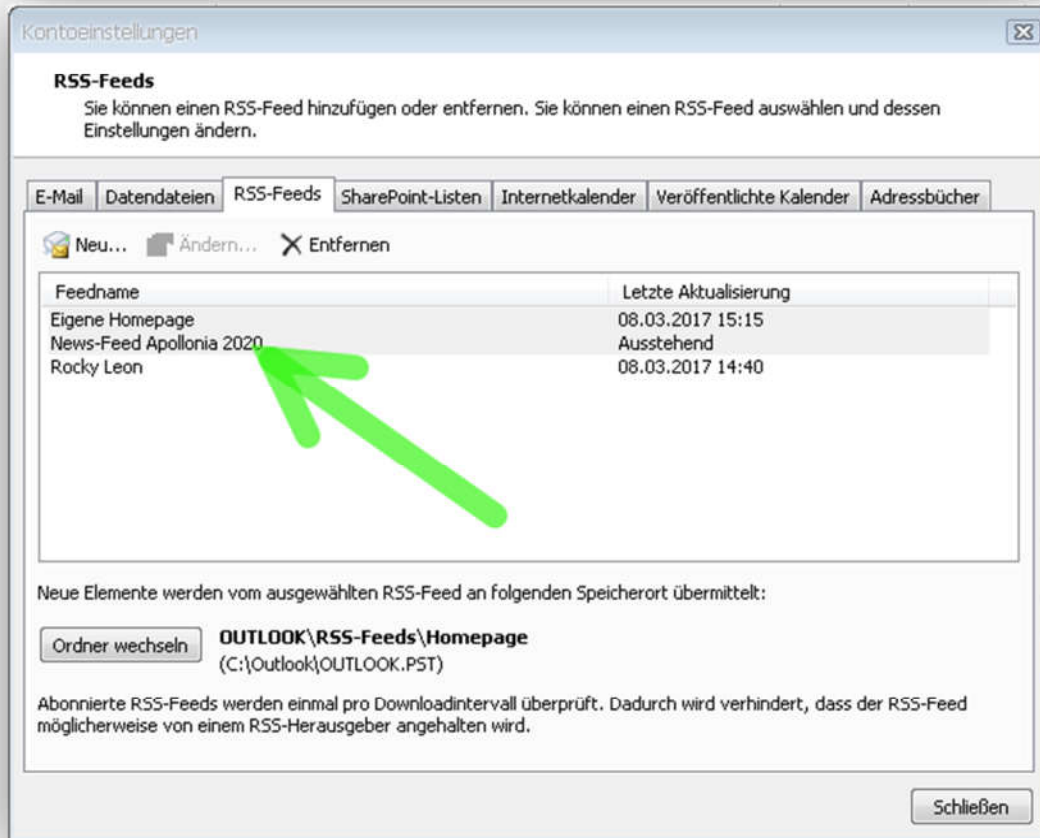 Kontoeinstellungen
RSS-Feeds
Sie können einen RSS-Feed hinzufügen oder entfernen. Sie können einen RSS-Feed auswählen und dessen
Einstellungen ändern.
E-Mail Datendateien RSS-Feeds SharePoint-Listen Internetkalender Veröffentlichte Kalender Adressbücher
Neu... Ändern... Entfernen
Feedname Letzte Aktualisierung
Eigene Homepage 08.03.2017 15:15
News-Feed Apollonia 2020 Ausstehend
Rocky Leon 08.03.2017 14:40
Neue Elemente werden vom ausgewählten RSS-Feed an folgenden Speicherort übermittelt:
Ordner wechseln OUTLOOK\RSS-Feeds\Homepage
(C:\Outlook\OUTLOOK.PST)
Abonnierte RSS-Feeds werden einmal pro Downloadintervall überprüft. Dadurch wird verhindert, dass der RSS-Feed
möglicherweise von einem RSS-Herausgeber angehalten wird.
Schließen